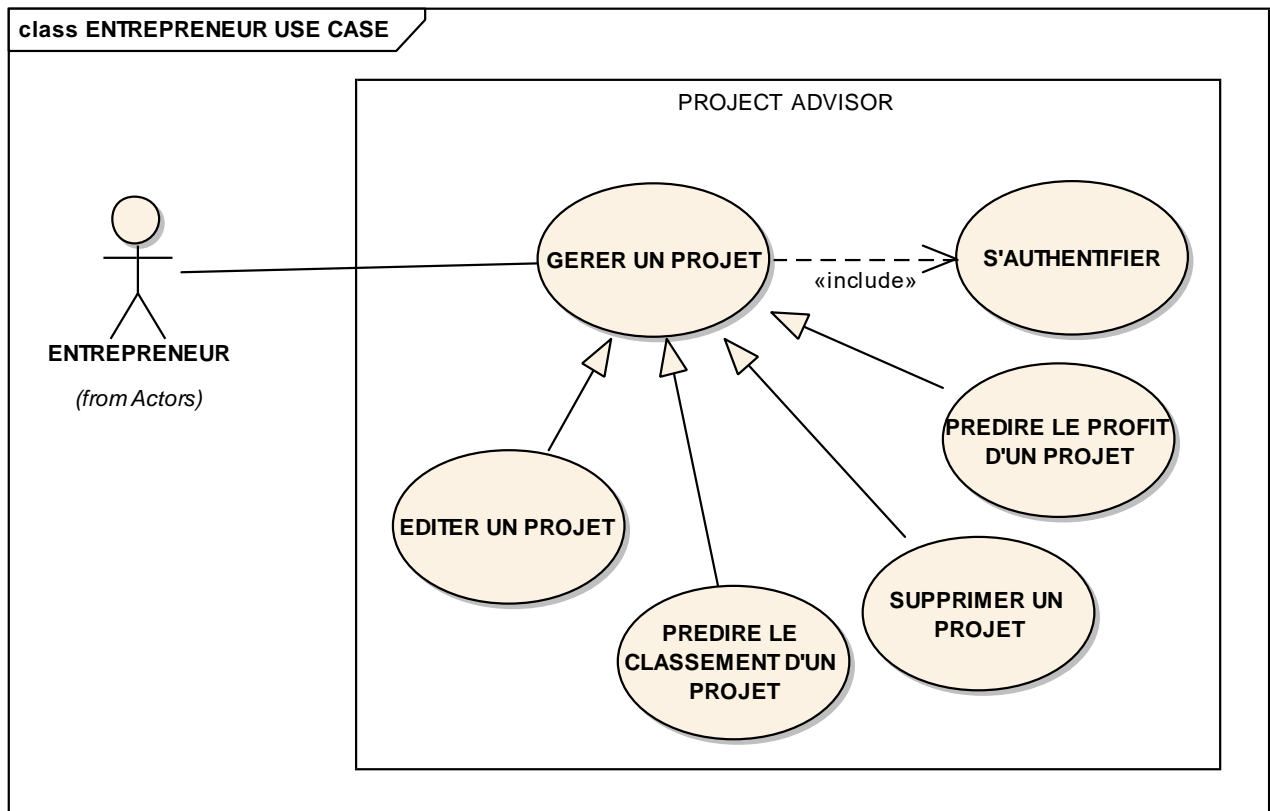 class ENTREPRENEUR USE CASE
PROJECT ADVISOR
GERER UN PROJET
S'AUTHENTIFIER
«include»
ENTREPRENEUR
(from Actors)
PREDIRE LE PROFIT
D'UN PROJET
EDITER UN PROJET
SUPPRIMER UN
PROJET
PREDIRE LE
CLASSEMENT D'UN
PROJET